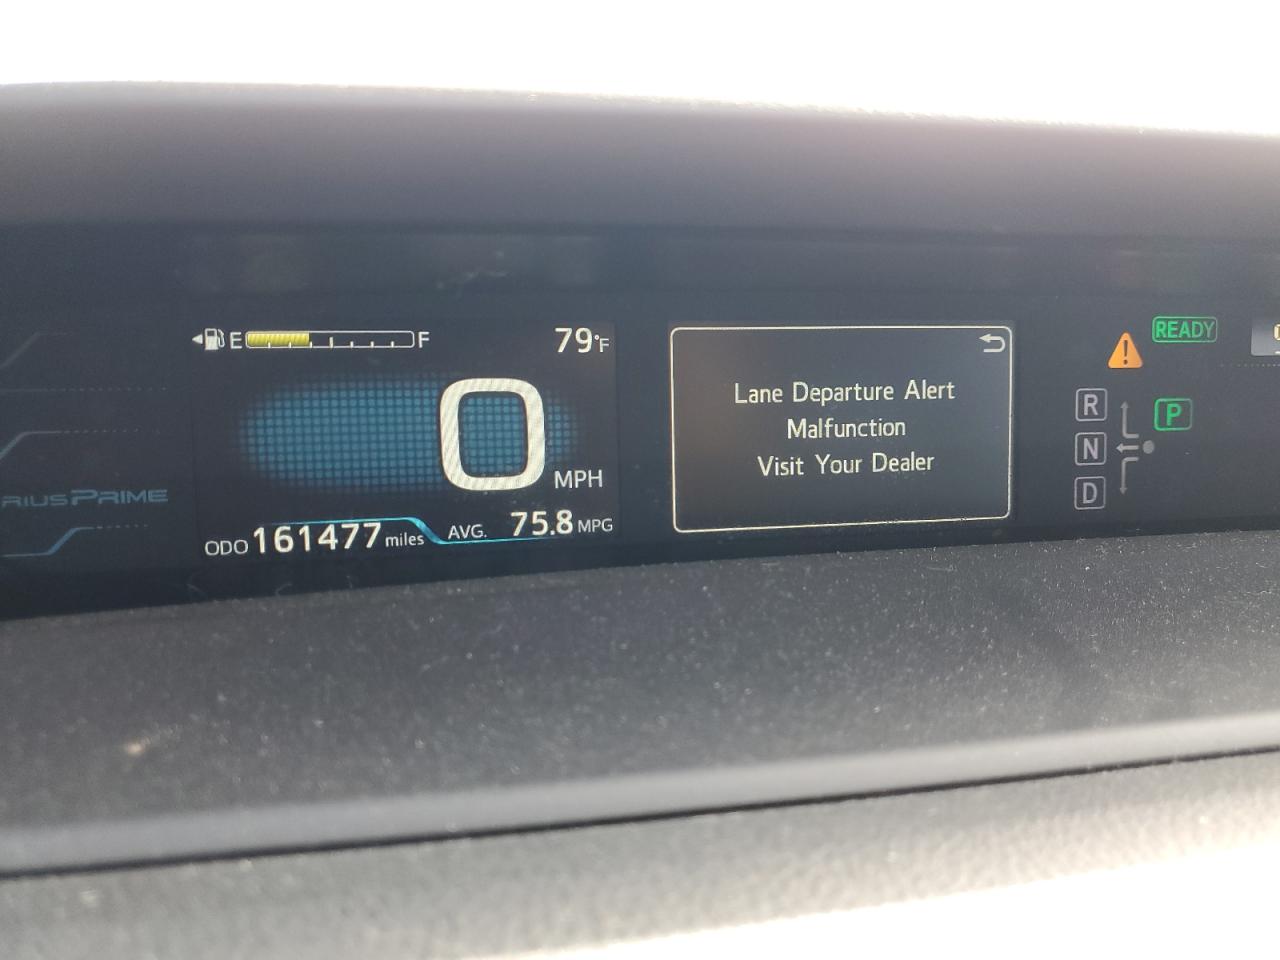 E F 79°F
0 MPH
ODO 161477 miles AVG. 75.8 MPG
PRIME
Lane Departure Alert
Malfunction
Visit Your Dealer
READY
R
P
N
D